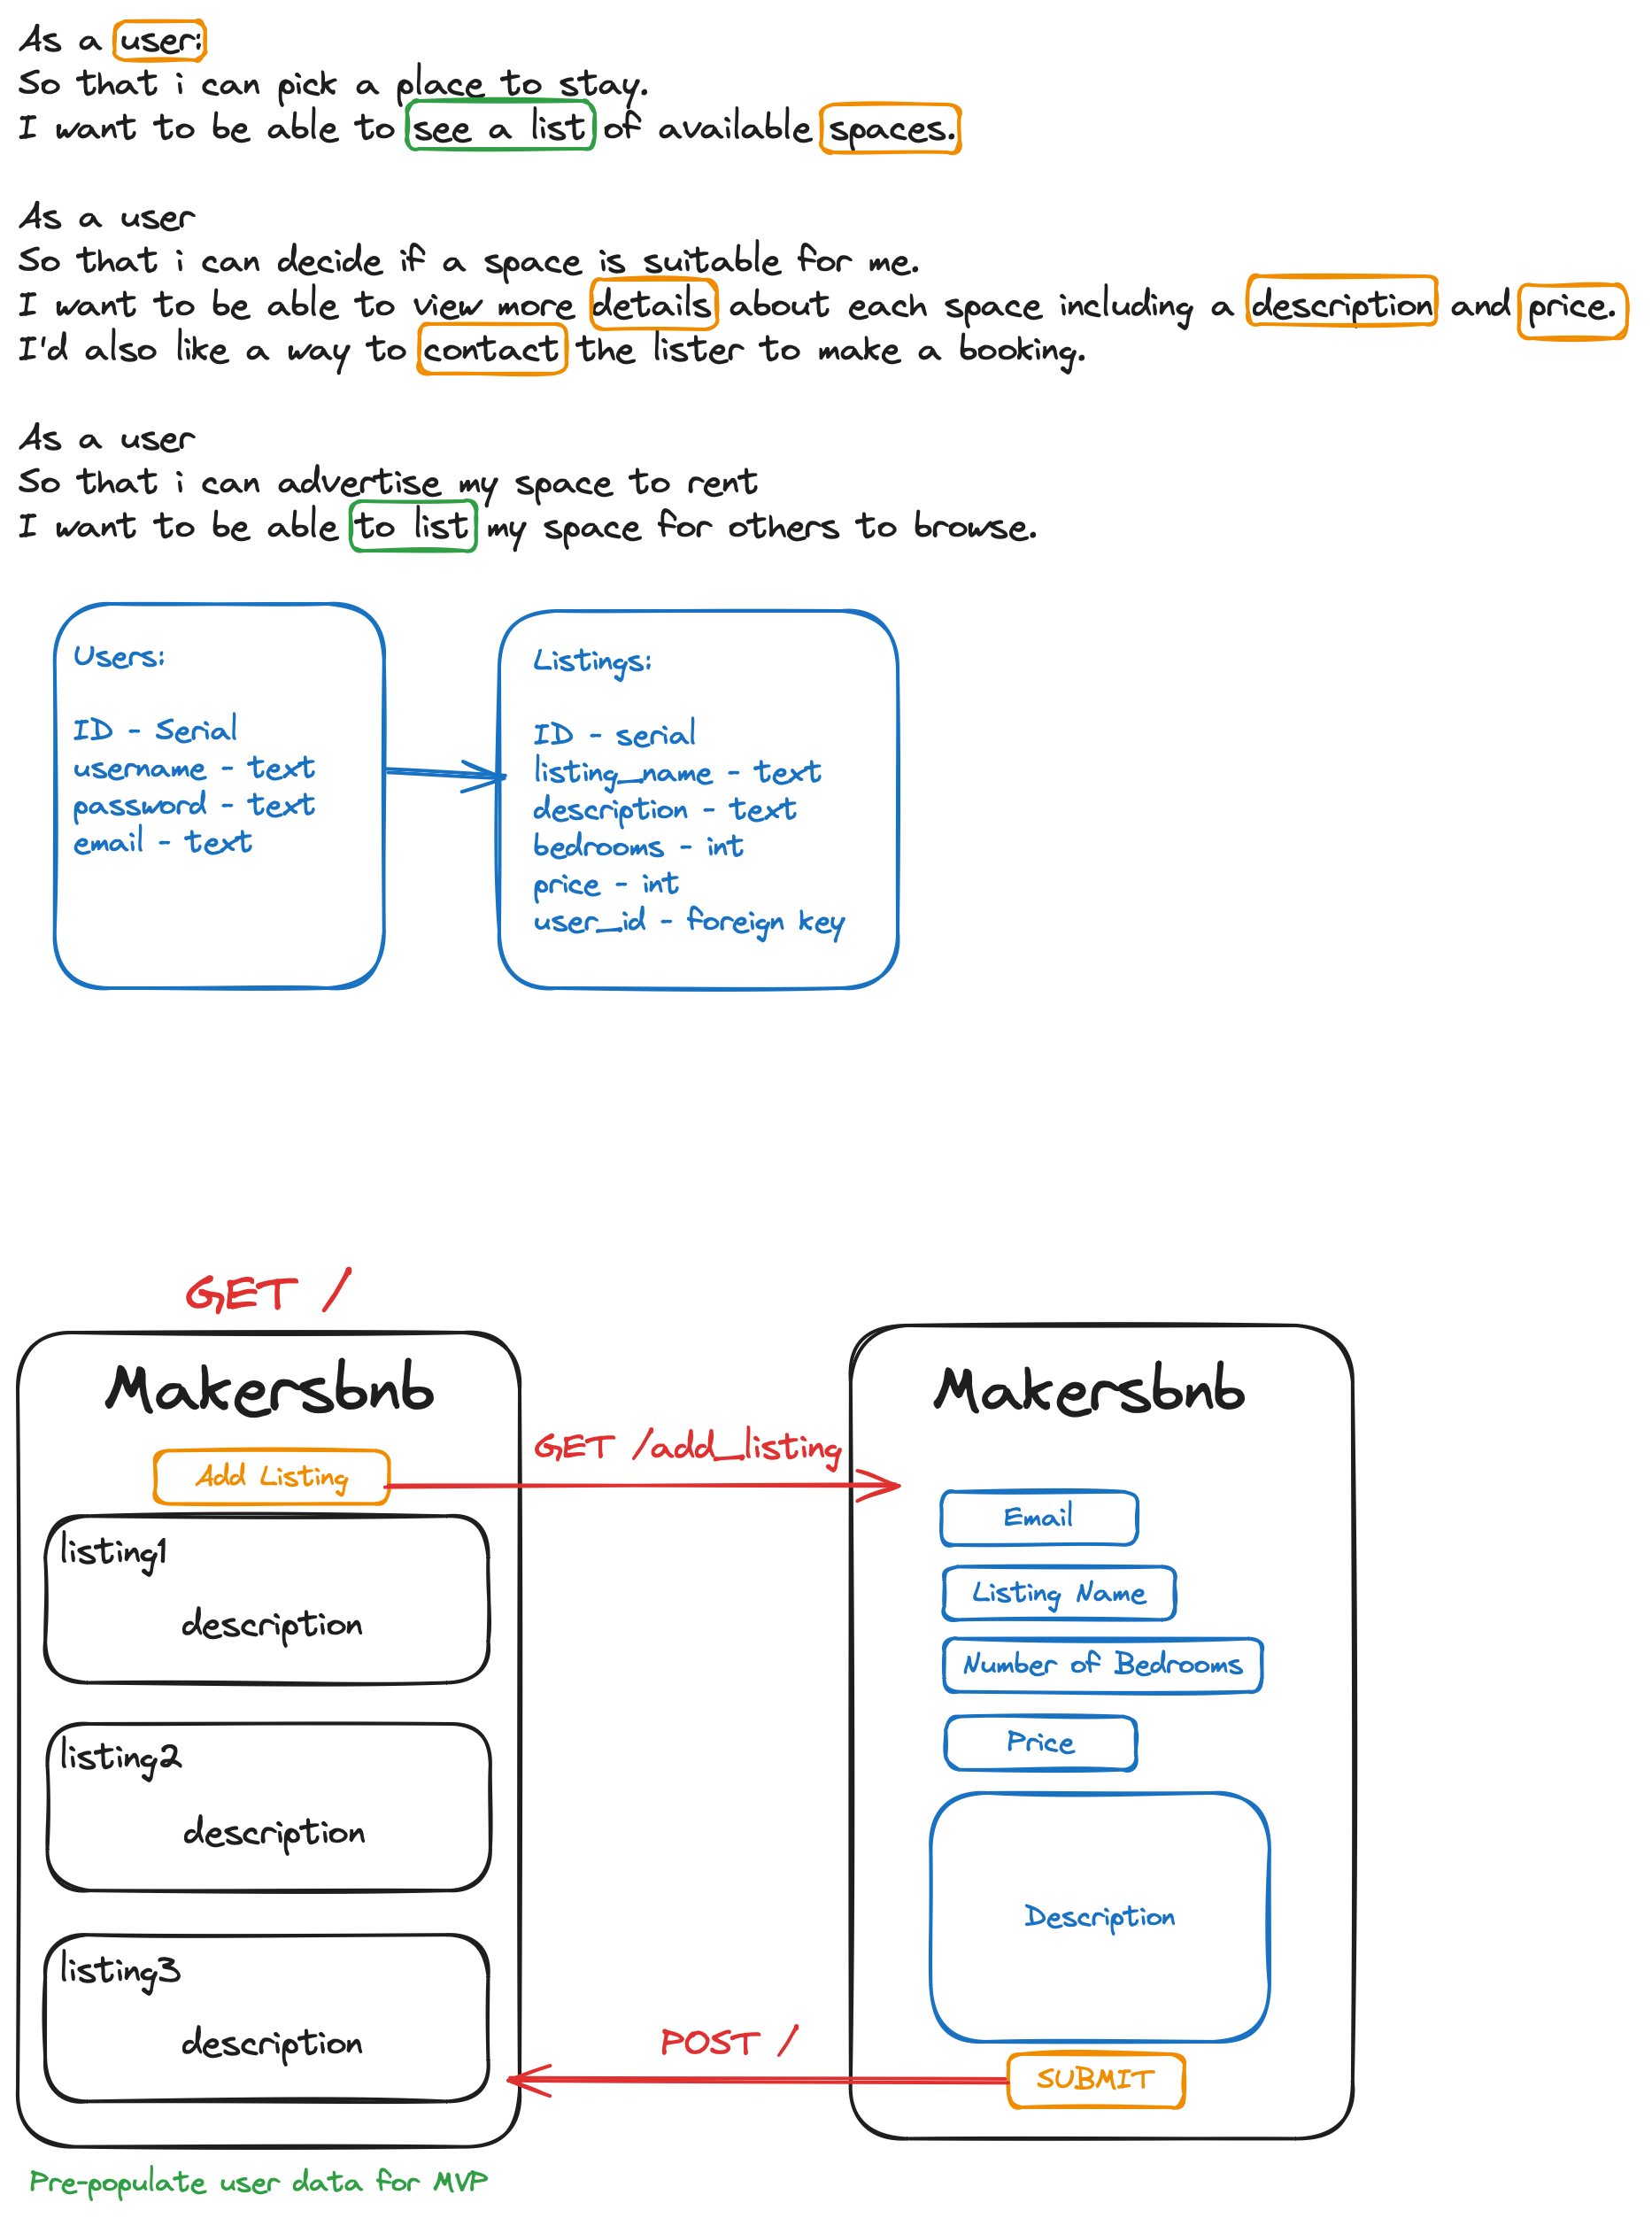 As a user:
So that i can pick a place to stay.
I want to be able to see a list of available spaces.
As a user
So that i can decide if a space is suitable for me.
I want to be able to view more details about each space including a description and price.
I'd also like a way to contact the lister to make a booking.
As a user
So that i can advertise my space to rent
I want to be able to list my space for others to browse.
Users:
ID - Serial
username - text
password - text
email - text
Listings:
ID - serial
listing_name - text
description - text
bedrooms - int
price - int
user_id - foreign key
GET /
Makersbnb
Add Listing
listing1
description
listing2
description
listing3
description
Pre-populate user data for MVP
GET /add_listing
Makersbnb
Email
Listing Name
Number of Bedrooms
Price
Description
SUBMIT
POST /